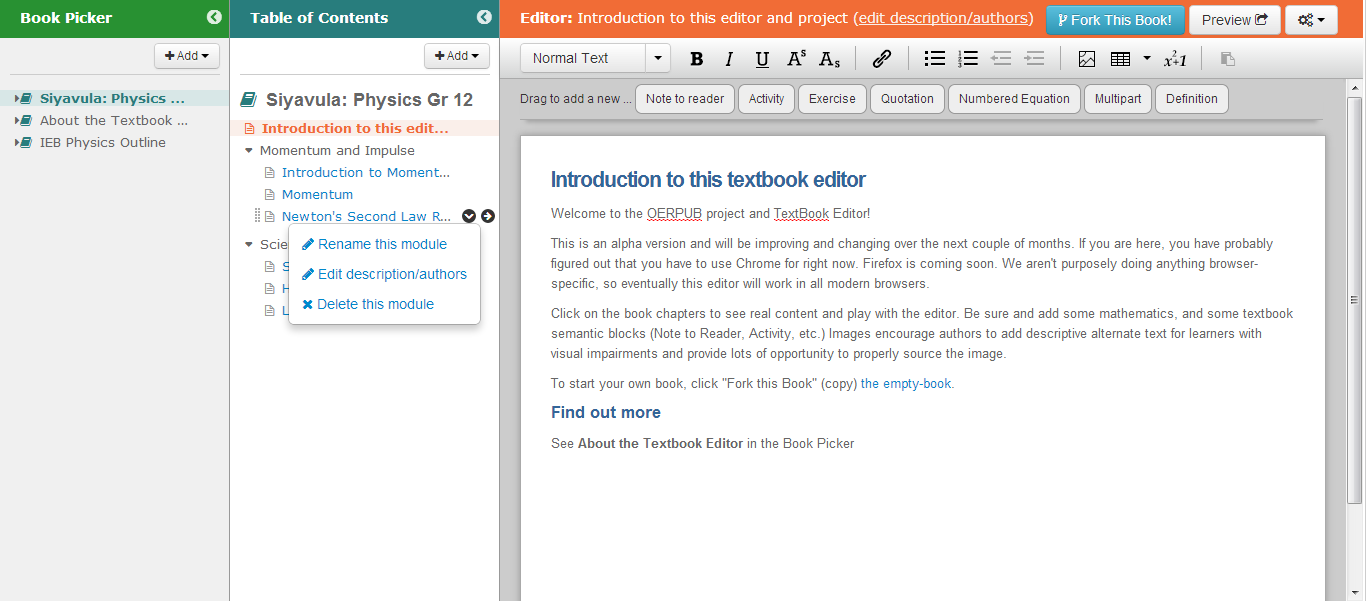 Book Picker
Add
Siyavula: Physics ...
About the Textbook ...
IEB Physics Outline
Table of Contents
Add
Siyavula: Physics Gr 12
Introduction to this edit...
Momentum and Impulse
Introduction to Moment...
Momentum
Newton's Second Law R...
Rename this module
Edit description/authors
Delete this module
Scie
S
H
L
Editor: Introduction to this editor and project (edit description/authors)
Fork This Book! Preview
Normal Text B I U Aˢ Aₛ
Drag to add a new ... Note to reader Activity Exercise Quotation Numbered Equation Multipart Definition
Introduction to this textbook editor
Welcome to the OERPUB project and TextBook Editor!
This is an alpha version and will be improving and changing over the next couple of months. If you are here, you have probably
figured out that you have to use Chrome for right now. Firefox is coming soon. We aren't purposely doing anything browser-
specific, so eventually this editor will work in all modern browsers.
Click on the book chapters to see real content and play with the editor. Be sure and add some mathematics, and some textbook
semantic blocks (Note to Reader, Activity, etc.) Images encourage authors to add descriptive alternate text for learners with
visual impairments and provide lots of opportunity to properly source the image.
To start your own book, click "Fork this Book" (copy) the empty-book.
Find out more
See About the Textbook Editor in the Book Picker